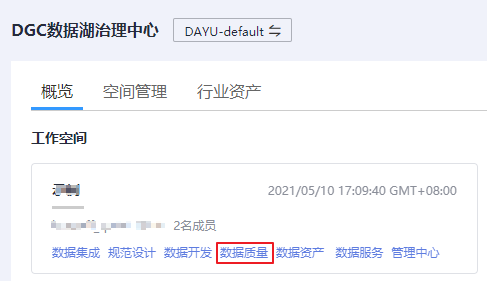 DGC数据湖治理中心 DAYU-default
概览 空间管理 行业资产
工作空间
2021/05/10 17:09:40 GMT+08:00
2名成员
数据集成 规范设计 数据开发 数据质量 数据资产 数据服务 管理中心